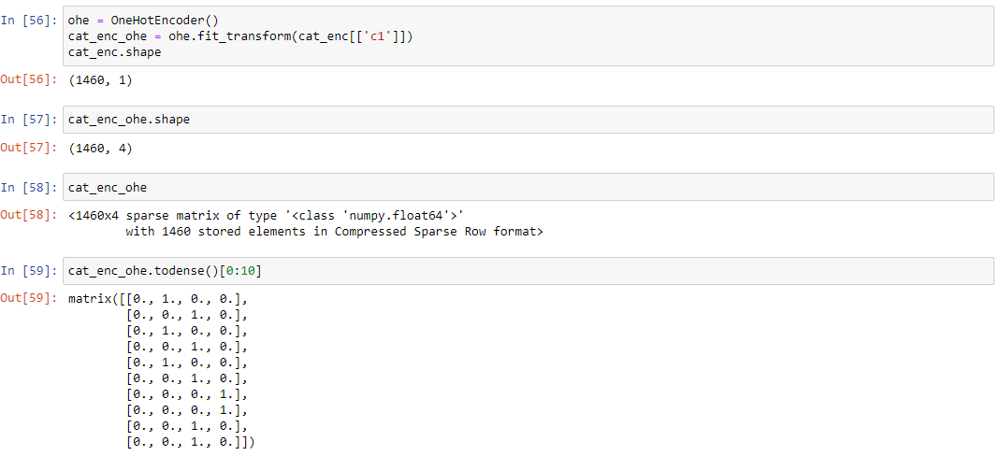 In [56]: ohe = OneHotEncoder()
cat_enc_ohe = ohe.fit_transform(cat_enc[['c1']])
cat_enc.shape
Out[56]: (1460, 1)
In [57]: cat_enc_ohe.shape
Out[57]: (1460, 4)
In [58]: cat_enc_ohe
Out[58]: <1460x4 sparse matrix of type '<class 'numpy.float64'>'
with 1460 stored elements in Compressed Sparse Row format>
In [59]: cat_enc_ohe.todense()[0:10]
Out[59]: matrix([[0., 1., 0., 0.],
[0., 0., 1., 0.],
[0., 1., 0., 0.],
[0., 0., 1., 0.],
[0., 1., 0., 0.],
[0., 0., 1., 0.],
[0., 0., 0., 1.],
[0., 0., 0., 1.],
[0., 0., 1., 0.],
[0., 0., 1., 0.]])